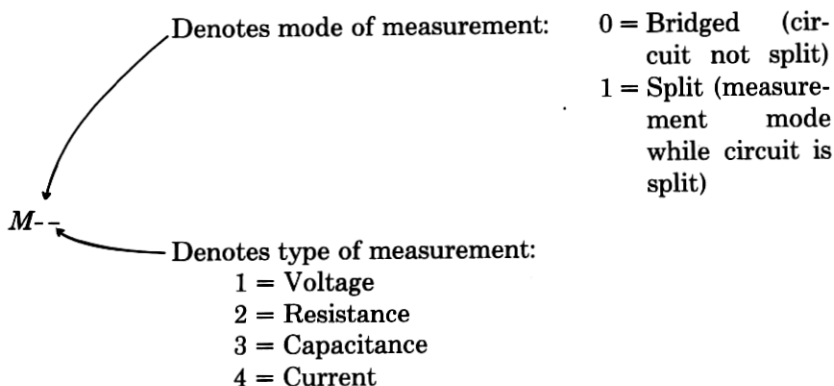 Denotes mode of measurement: 0 = Bridged (cir-
cuit not split)
1 = Split (measure-
ment mode
while circuit is
split)
M--
Denotes type of measurement:
1 = Voltage
2 = Resistance
3 = Capacitance
4 = Current